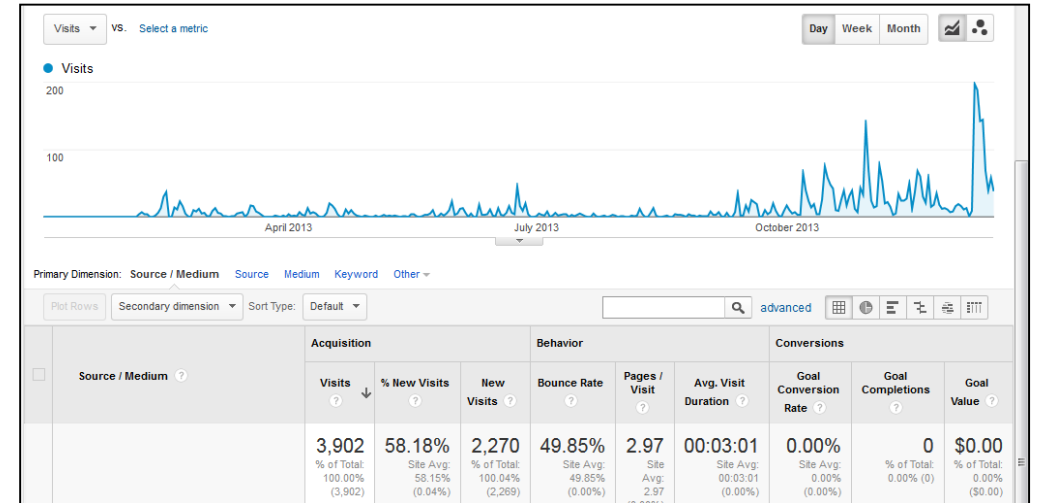 Visits VS. Select a metric Day Week Month
Visits
200
100
April 2013 July 2013 October 2013
Primary Dimension: Source / Medium Source Medium Keyword Other
Plot Rows Secondary dimension Sort Type: Default advanced
Acquisition Behavior Conversions
Source / Medium ? Visits ? % New Visits ? New Visits ? Bounce Rate ? Pages / Visit ? Avg. Visit Duration ? Goal Conversion Rate ? Goal Completions ? Goal Value ?
3,902 58.18% 2,270 49.85% 2.97 00:03:01 0.00% 0 $0.00
% of Total: 100.00% (3,902) Site Avg: 58.15% (0.04%) % of Total: 100.04% (2,269) Site Avg: 49.85% (0.00%) Site Avg: 2.97 Site Avg: 00:03:01 (0.00%) Site Avg: 0.00% (0.00%) % of Total: 0.00% (0) % of Total: 0.00% ($0.00)